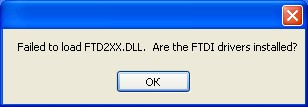 Failed to load FTD2XX.DLL.  Are the FTDI drivers installed?
OK